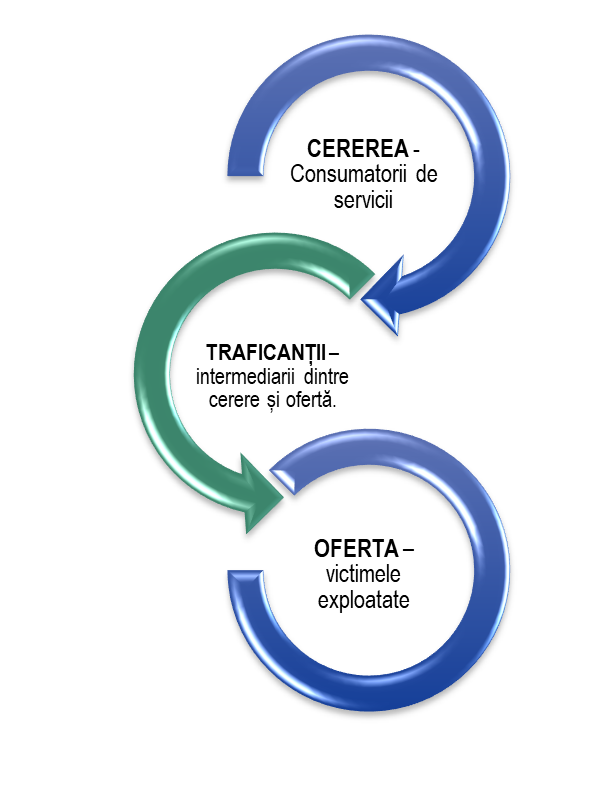 CEREREA -
Consumatorii de
servicii
TRAFICANȚII –
intermediarii dintre
cerere și ofertă.
OFERTA –
victimele
exploatate